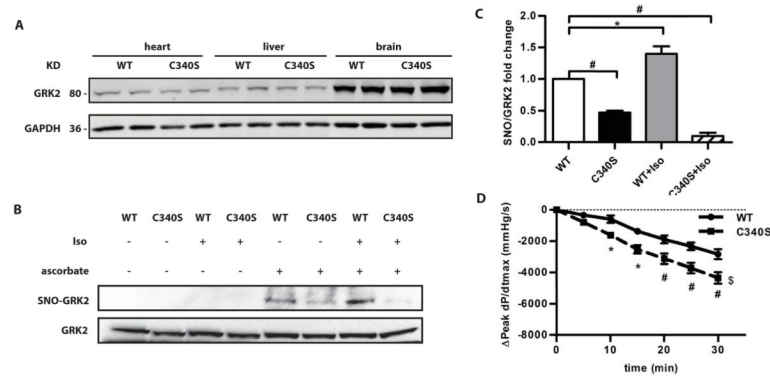 A
heart liver brain
KD WT C340S WT C340S WT C340S
GRK2 80 -
GAPDH 36 -
B
WT C340S WT C340S WT C340S WT C340S
Iso - - + + - - + +
ascorbate - - - - + + + +
SNO-GRK2
GRK2
C
#
*
#
SNO/GRK2 fold change
2.0
1.5
1.0
0.5
0.0
WT C340S WT+Iso C340S+Iso
D
ΔPeak dP/dtmax (mmHg/s)
0
-2000
-4000
-6000
-8000
WT
C340S
* * # # # $
0 10 20 30
time (min)